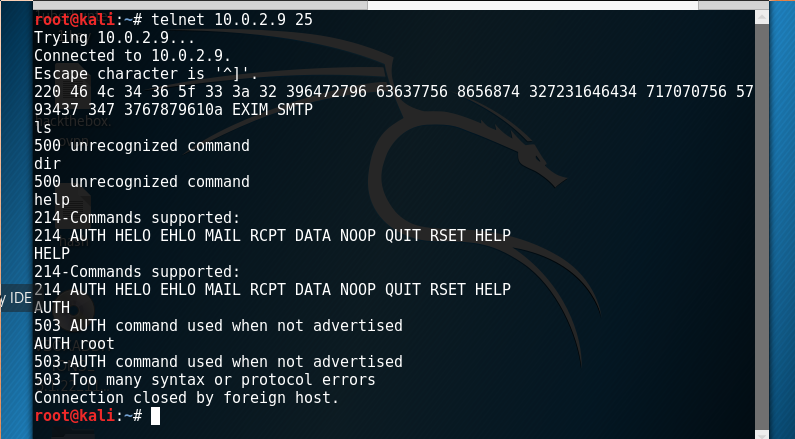 root@kali:~# telnet 10.0.2.9 25
Trying 10.0.2.9...
Connected to 10.0.2.9.
Escape character is '^]'.
220 46 4c 34 36 5f 33 3a 32 396472796 63637756 8656874 327231646434 717070756 57
93437 347 3767879610a EXIM SMTP
ls
500 unrecognized command
dir
500 unrecognized command
help
214-Commands supported:
214 AUTH HELO EHLO MAIL RCPT DATA NOOP QUIT RSET HELP
HELP
214-Commands supported:
214 AUTH HELO EHLO MAIL RCPT DATA NOOP QUIT RSET HELP
y IDE
AUTH
503 AUTH command used when not advertised
AUTH root
503-AUTH command used when not advertised
503 Too many syntax or protocol errors
Connection closed by foreign host.
root@kali:~#